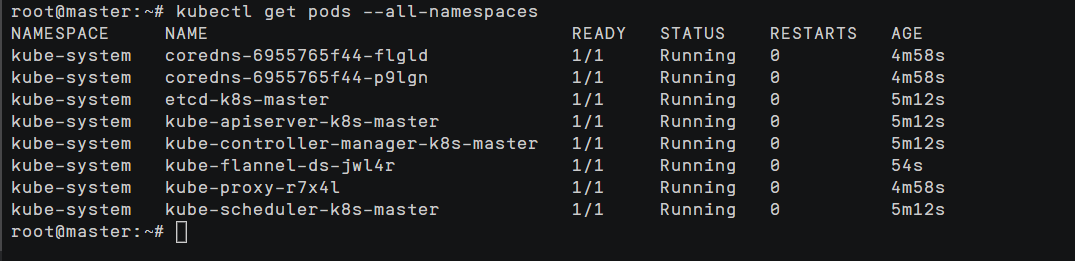 root@master:~# kubectl get pods --all-namespaces
NAMESPACE     NAME                                 READY   STATUS    RESTARTS   AGE
kube-system   coredns-6955765f44-flgld             1/1     Running   0          4m58s
kube-system   coredns-6955765f44-p9lgn             1/1     Running   0          4m58s
kube-system   etcd-k8s-master                      1/1     Running   0          5m12s
kube-system   kube-apiserver-k8s-master            1/1     Running   0          5m12s
kube-system   kube-controller-manager-k8s-master   1/1     Running   0          5m12s
kube-system   kube-flannel-ds-jwl4r                1/1     Running   0          54s
kube-system   kube-proxy-r7x4l                     1/1     Running   0          4m58s
kube-system   kube-scheduler-k8s-master            1/1     Running   0          5m12s
root@master:~#